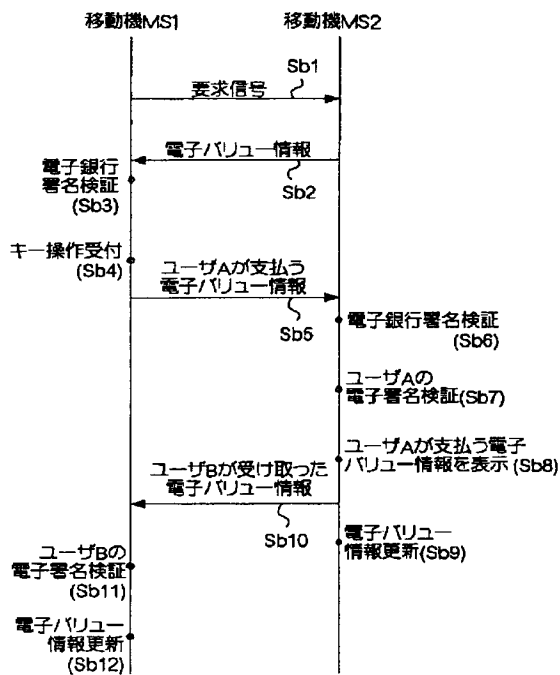 移動機MS1
移動機MS2
Sb1
要求信号
電子バリュー情報
Sb2
電子銀行
署名検証
(Sb3)
キー操作受付
(Sb4)
ユーザAが支払う
電子バリュー情報
Sb5
電子銀行署名検証
(Sb6)
ユーザAの
電子署名検証(Sb7)
ユーザAが支払う電子
バリュー情報を表示(Sb8)
ユーザBが受け取った
電子バリュー情報
Sb10
電子バリュー
情報更新(Sb9)
ユーザBの
電子署名検証
(Sb11)
電子バリュー
情報更新
(Sb12)